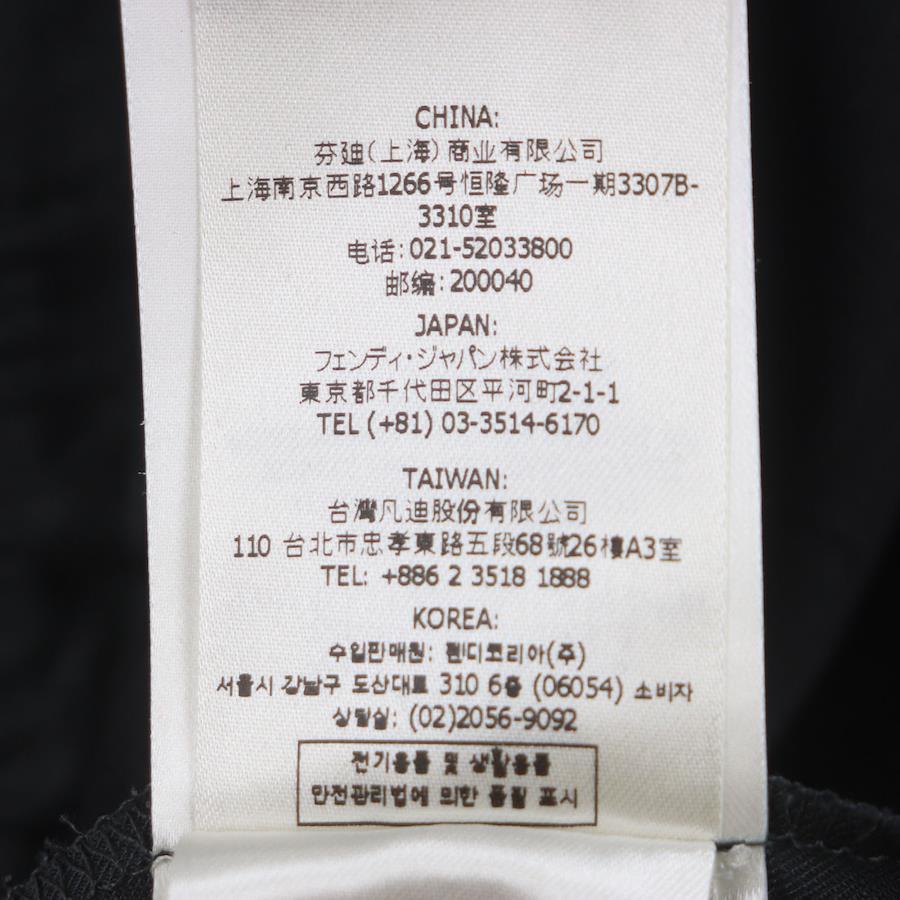 CHINA:
芬迪(上海)商业有限公司
上海南京西路1266号恒隆广场一期3307B-
3310室
电话:021-52033800
邮编:200040
JAPAN:
フェンディ・ジャパン株式会社
東京都千代田区平河町2-1-1
TEL (+81) 03-3514-6170
TAIWAN:
台灣凡迪股份有限公司
110 台北市忠孝東路五段68號26樓A3室
TEL: +886 2 3518 1888
KOREA:
수입판매원: 펜디코리아(주)
서울시 강남구 도산대로 310 6층 (06054) 소비자
상담실: (02)2056-9092
전기용품 및 생활용품
안전관리법에 의한 품질 표시